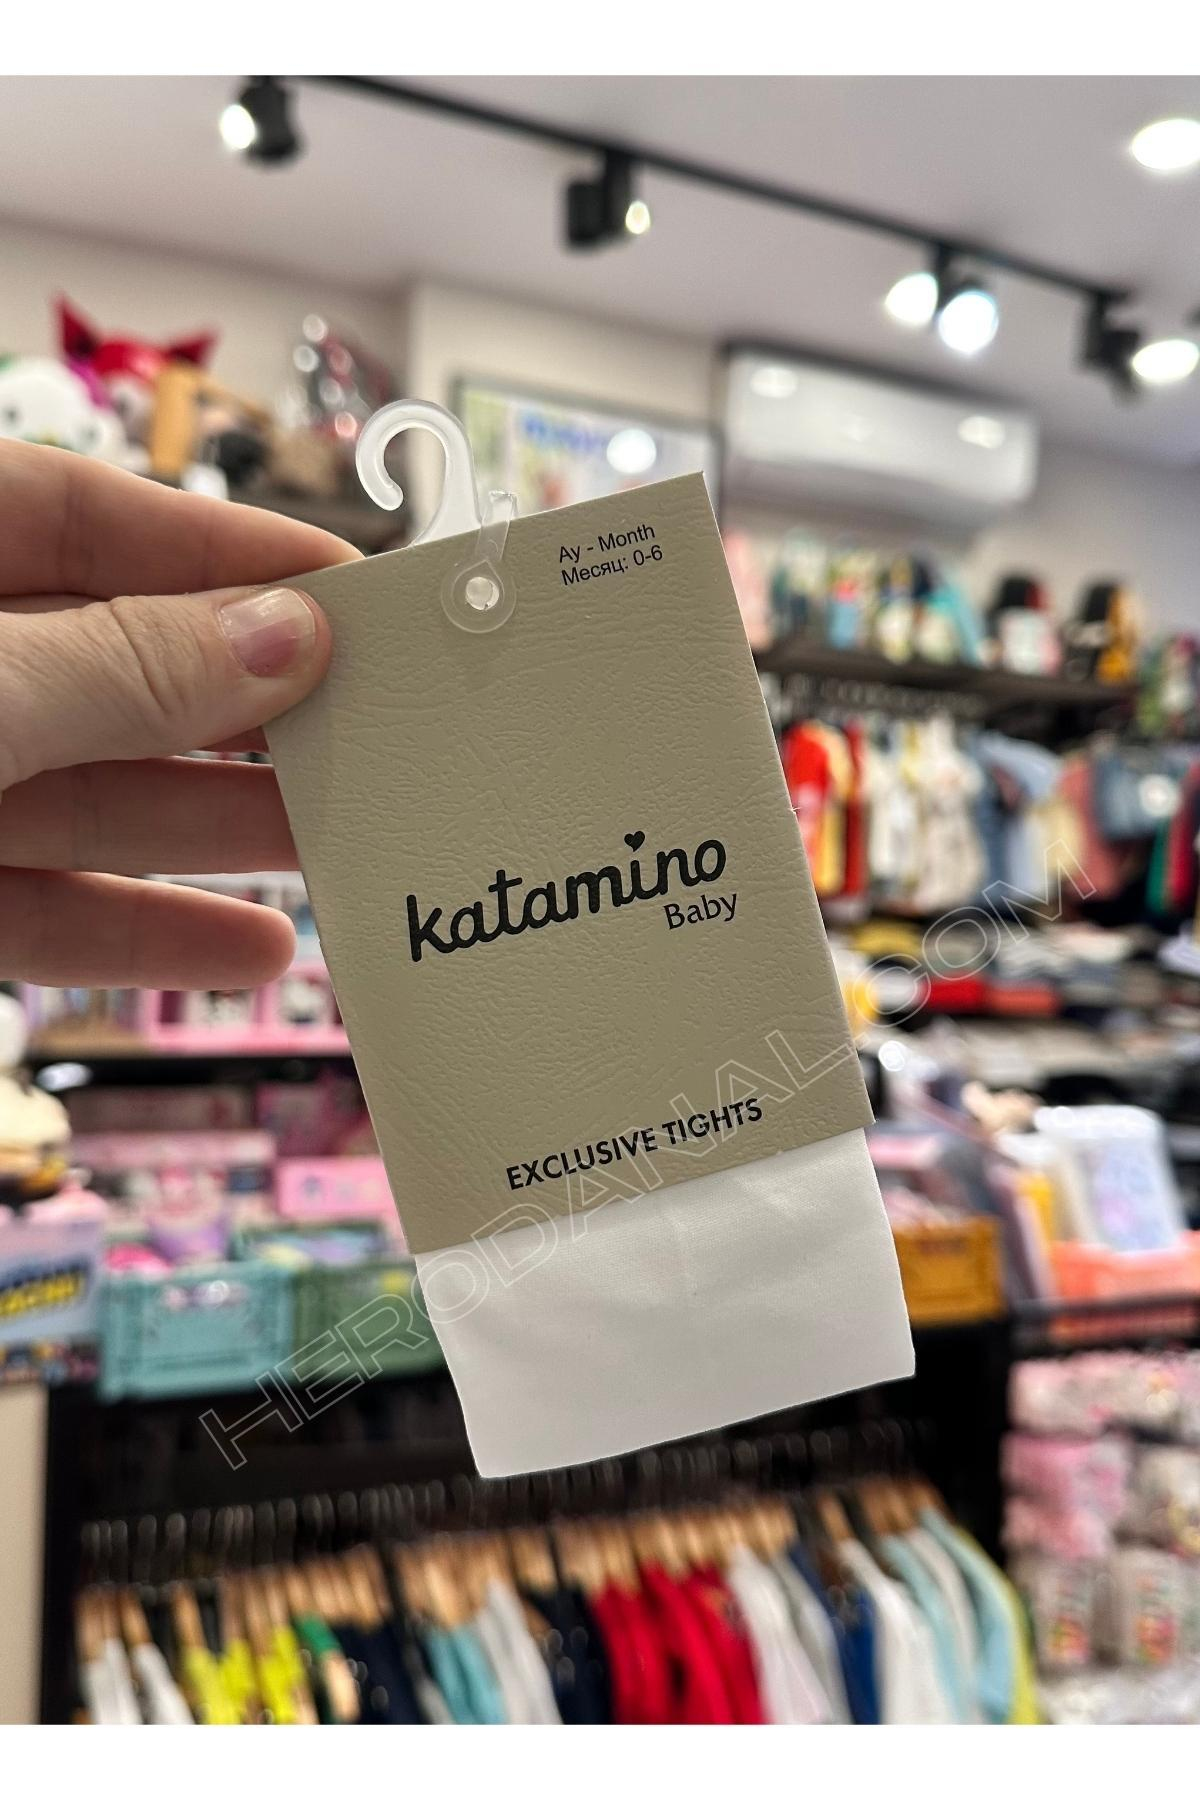 Ay - Month
Месяц: 0-6
katamino
Baby
EXCLUSIVE TIGHTS
HERODANAL.COM